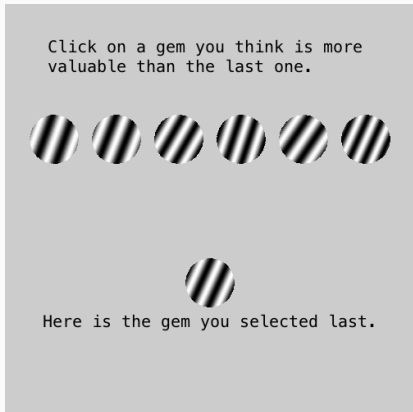 Click on a gem you think is more
valuable than the last one.
Here is the gem you selected last.